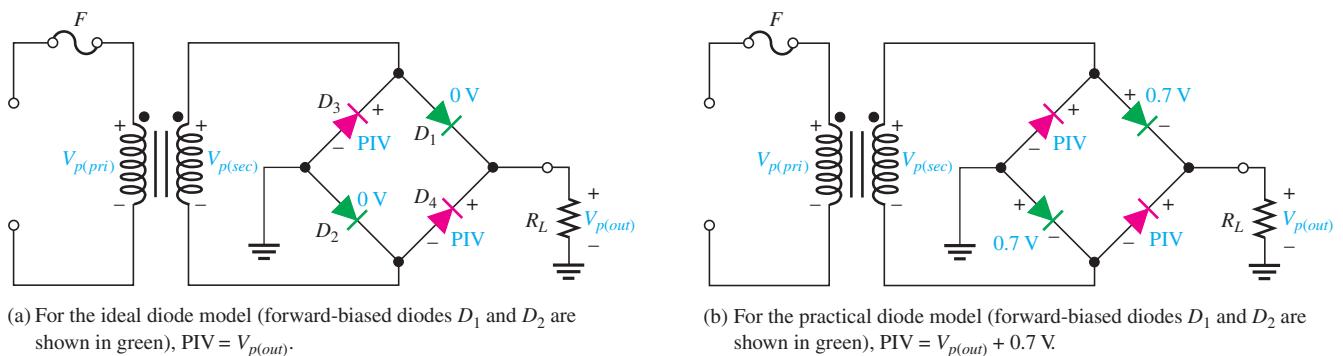 F
D3
+
0 V
D1
PIV
−
+
Vp(pri)
−
+
Vp(sec)
−
0 V
D2
D4
+
PIV
−
RL
+
Vp(out)
−
(a) For the ideal diode model (forward-biased diodes D1 and D2 are
shown in green), PIV = Vp(out).
F
+
0.7 V
+
−
PIV
−
+
Vp(pri)
−
+
Vp(sec)
−
+
0.7 V
−
+
PIV
−
RL
+
Vp(out)
−
(b) For the practical diode model (forward-biased diodes D1 and D2 are
shown in green), PIV = Vp(out) + 0.7 V.